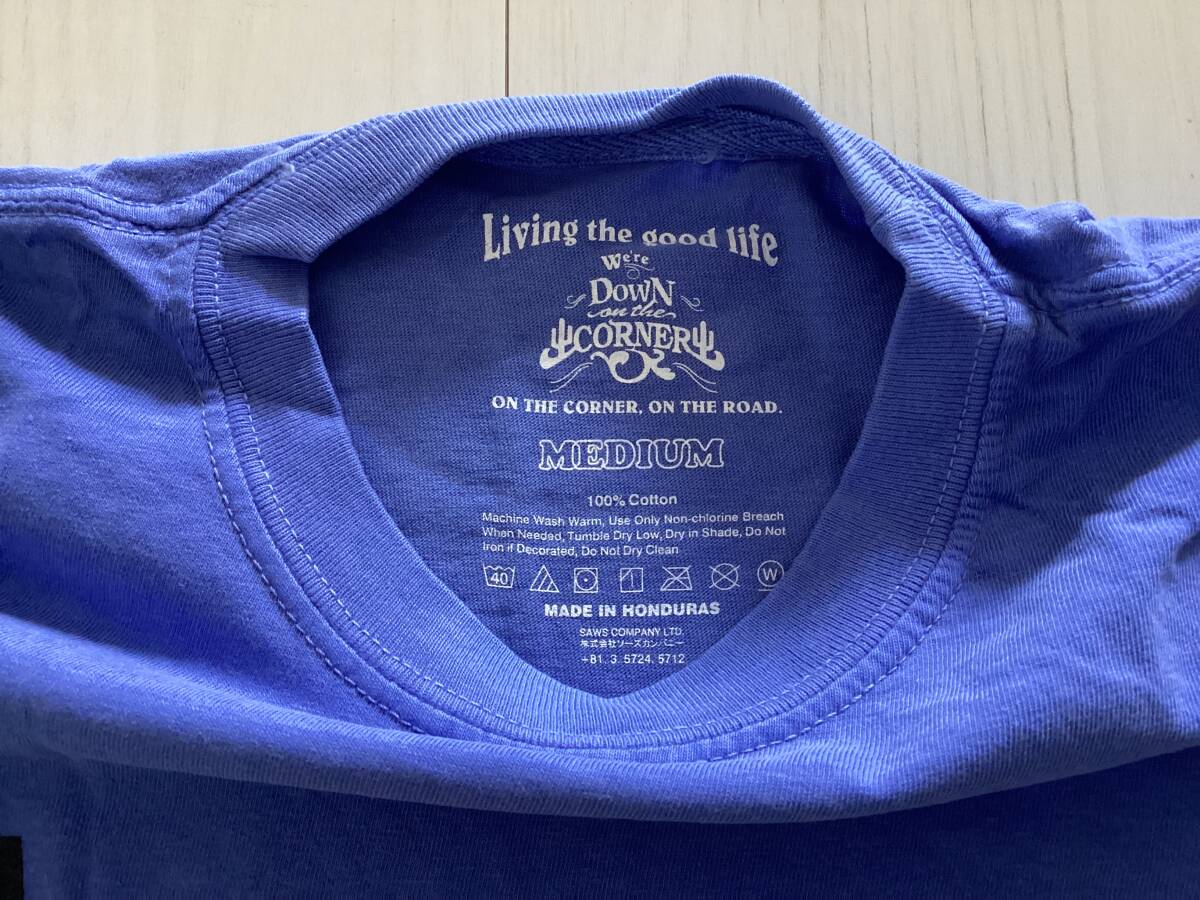 Living the good life
We're
DOWN
on the
CORNER
ON THE CORNER, ON THE ROAD.
MEDIUM
100% Cotton
Machine Wash Warm, Use Only Non-chlorine Breach
When Needed, Tumble Dry Low, Dry in Shade, Do Not
Iron if Decorated, Do Not Dry Clean
40 W
MADE IN HONDURAS
SAWS COMPANY LTD.
株式会社ソーズカンパニー
+81. 3. 5724. 5712